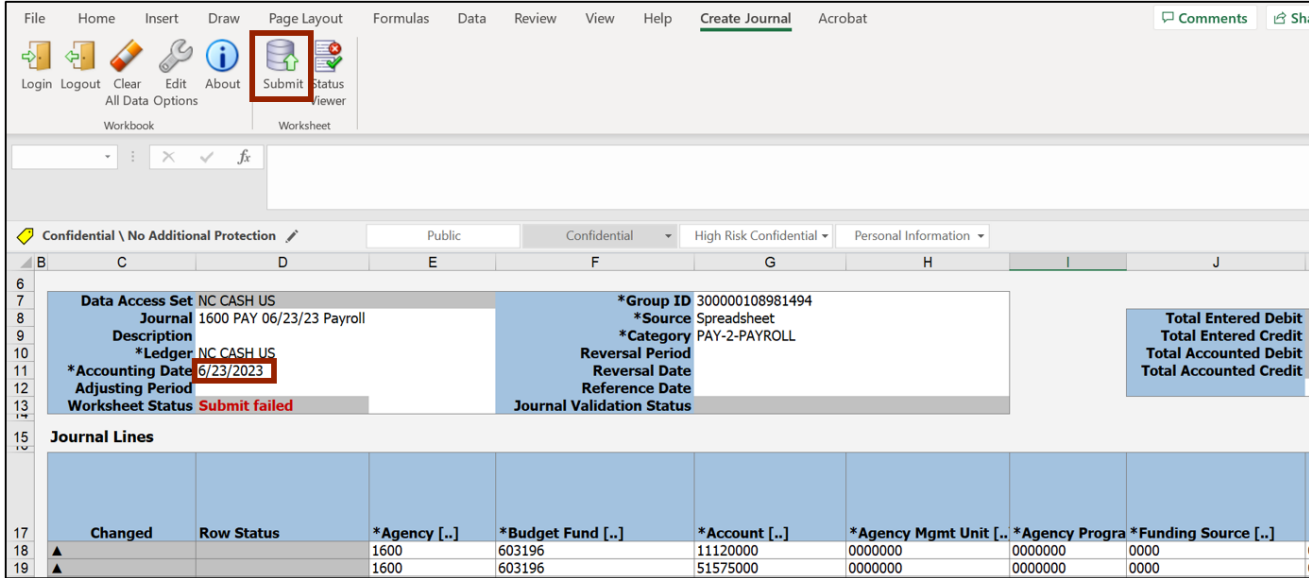 File Home Insert Draw Page Layout Formulas Data Review View Help Create Journal Acrobat Comments Sh
Login Logout Clear All Data Edit Options About Submit Status Viewer
Workbook Worksheet
fx
Confidential \ No Additional Protection Public Confidential High Risk Confidential Personal Information
B C D E F G H I J
6
7 Data Access Set NC CASH US *Group ID 300000108981494
8 Journal 1600 PAY 06/23/23 Payroll *Source Spreadsheet Total Entered Debit
9 Description *Category PAY-2-PAYROLL Total Entered Credit
10 *Ledger NC CASH US Reversal Period Total Accounted Debit
11 *Accounting Date 6/23/2023 Reversal Date Total Accounted Credit
12 Adjusting Period Reference Date
13 Worksheet Status Submit failed Journal Validation Status
15 Journal Lines
17 Changed Row Status *Agency [..] *Budget Fund [..] *Account [..] *Agency Mgmt Unit [.. *Agency Progra *Funding Source [..]
18 ▲ 1600 603196 11120000 0000000 0000000 0000
19 ▲ 1600 603196 51575000 0000000 0000000 0000